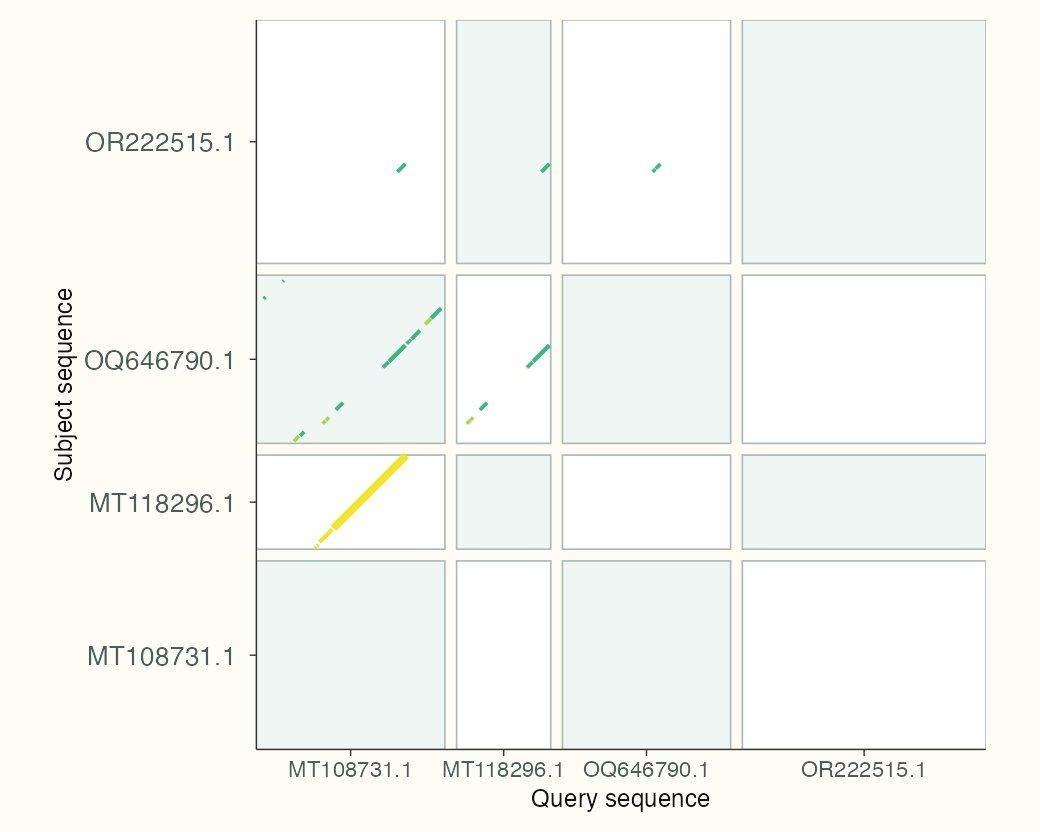 OR222515.1
OQ646790.1
MT118296.1
MT108731.1
Subject sequence
MT108731.1 MT118296.1 OQ646790.1 OR222515.1
Query sequence